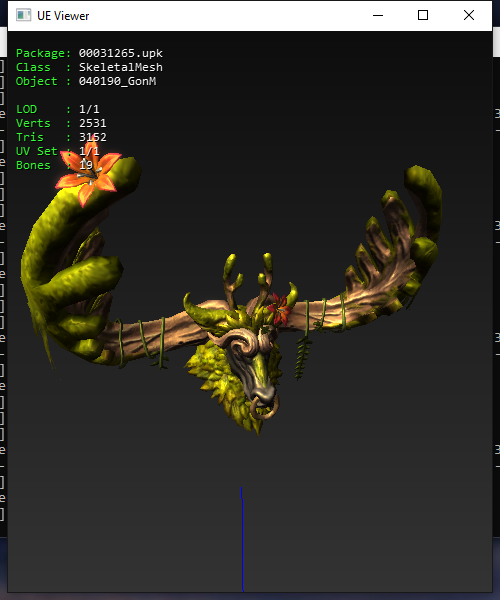 UE Viewer
Package: 00031265.upk
Class : SkeletalMesh
Object : 040190_GonM
LOD : 1/1
Verts : 2531
Tris : 3152
UV Set : 1/1
Bones : 19